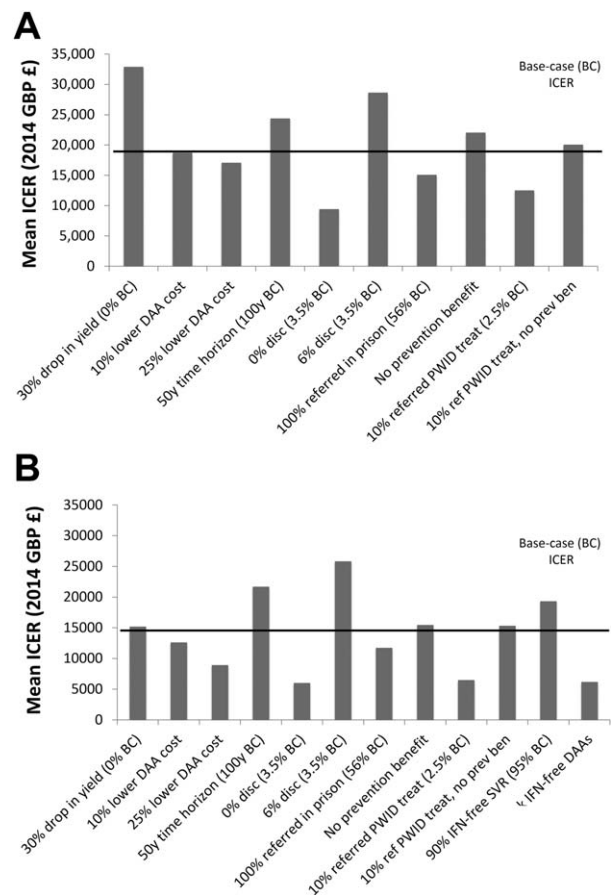 A
Mean ICER (2014 GBP £)
35,000
30,000
25,000
20,000
15,000
10,000
5,000
0
Base-case (BC)
ICER
30% drop in yield (0% BC)
10% lower DAA cost
25% lower DAA cost
50y time horizon (100y BC)
0% disc (3.5% BC)
6% disc (3.5% BC)
100% referred in prison (56% BC)
No prevention benefit
10% referred PWID treat (2.5% BC)
10% ref PWID treat, no prev ben
B
Mean ICER (2014 GBP £)
35000
30000
25000
20000
15000
10000
5000
0
Base-case (BC)
ICER
30% drop in yield (0% BC)
10% lower DAA cost
25% lower DAA cost
50y time horizon (100y BC)
0% disc (3.5% BC)
6% disc (3.5% BC)
100% referred in prison (56% BC)
No prevention benefit
10% referred PWID treat (2.5% BC)
10% ref PWID treat, no prev ben
90% IFN-free SVR (95% BC)
IFN-free DAAs